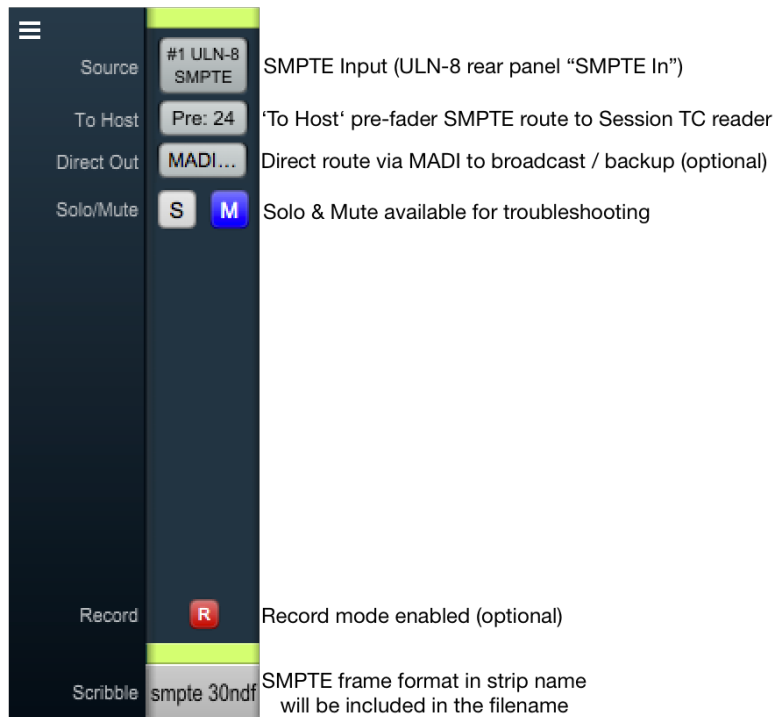 #1 ULN-8
SMPTE
Source
SMPTE Input (ULN-8 rear panel “SMPTE In”)
To Host
Pre: 24
‘To Host‘ pre-fader SMPTE route to Session TC reader
Direct Out
MADI...
Direct route via MADI to broadcast / backup (optional)
Solo/Mute
S
M
Solo & Mute available for troubleshooting
Record
R
Record mode enabled (optional)
Scribble
smpte 30ndf
SMPTE frame format in strip name
will be included in the filename